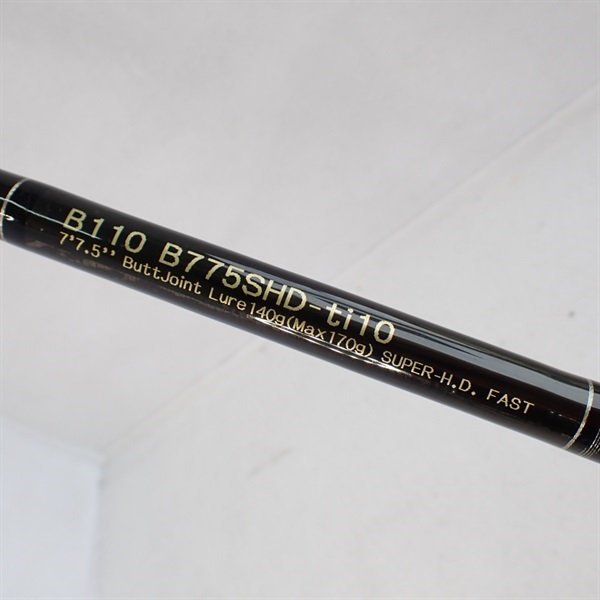 B110 B775SHD-ti10
7'7.5'' ButtJoint Lure140g(Max170g) SUPER-H.D. FAST